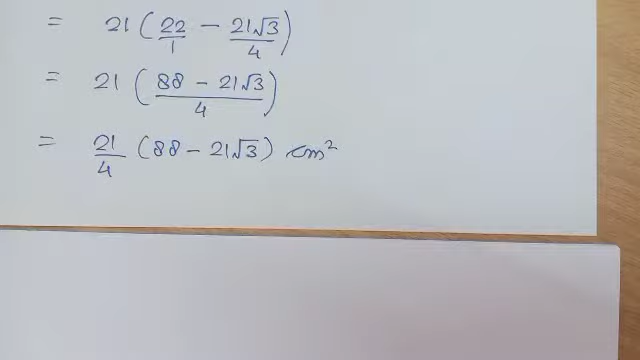 = 21 ( 22/1 − 21√3/4 )
= 21 ( 88 − 21√3 / 4 )
= 21/4 ( 88 − 21√3 ) cm²